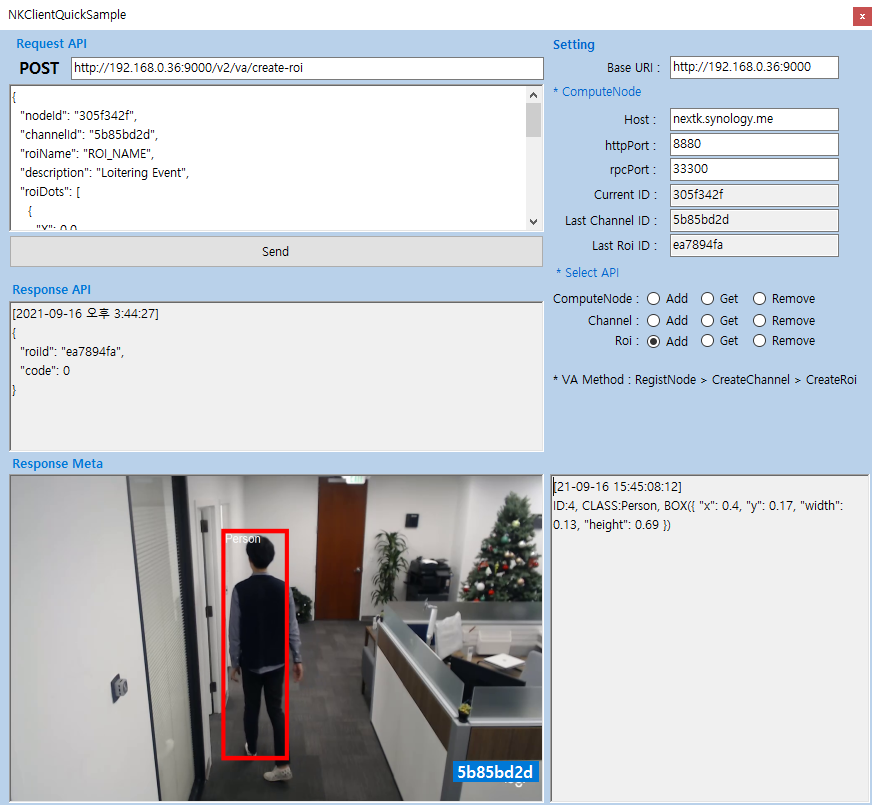 NKClientQuickSample
x
Request API
POST http://192.168.0.36:9000/v2/va/create-roi
{
"nodeId": "305f342f",
"channelId": "5b85bd2d",
"roiName": "ROI_NAME",
"description": "Loitering Event",
"roiDots": [
{
"X": 0.0
Send
Response API
[2021-09-16 오후 3:44:27]
{
"roiId": "ea7894fa",
"code": 0
}
Setting
Base URI : http://192.168.0.36:9000
* ComputeNode
Host : nextk.synology.me
httpPort : 8880
rpcPort : 33300
Current ID : 305f342f
Last Channel ID : 5b85bd2d
Last Roi ID : ea7894fa
* Select API
ComputeNode : Add Get Remove
Channel : Add Get Remove
Roi : Add Get Remove
* VA Method : RegistNode > CreateChannel > CreateRoi
Response Meta
Person
5b85bd2d
[21-09-16 15:45:08:12]
ID:4, CLASS:Person, BOX({ "x": 0.4, "y": 0.17, "width":
0.13, "height": 0.69 })